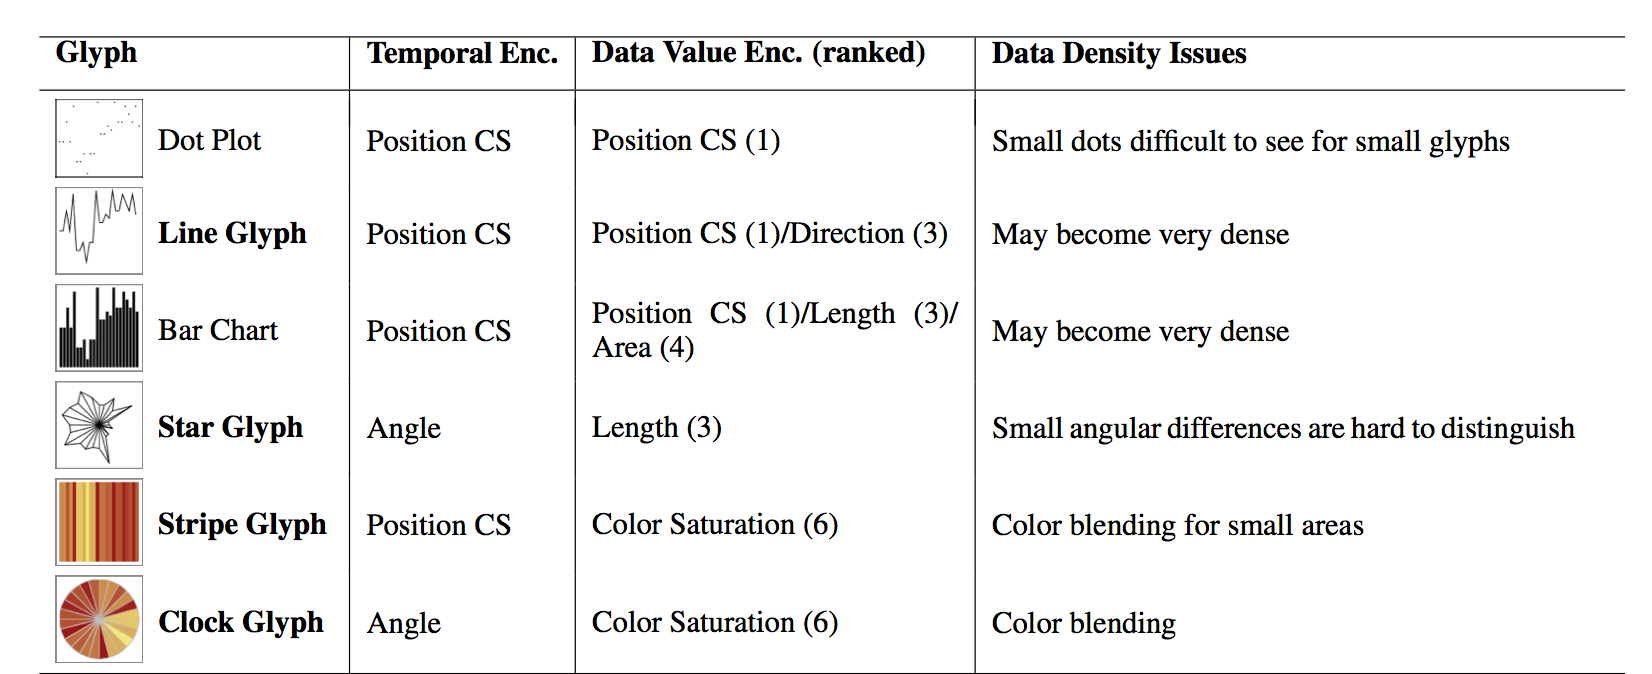 Glyph Temporal Enc. Data Value Enc. (ranked) Data Density Issues
Dot Plot Position CS Position CS (1) Small dots difficult to see for small glyphs
Line Glyph Position CS Position CS (1)/Direction (3) May become very dense
Bar Chart Position CS Position CS (1)/Length (3)/ May become very dense
Area (4)
Star Glyph Angle Length (3) Small angular differences are hard to distinguish
Stripe Glyph Position CS Color Saturation (6) Color blending for small areas
Clock Glyph Angle Color Saturation (6) Color blending